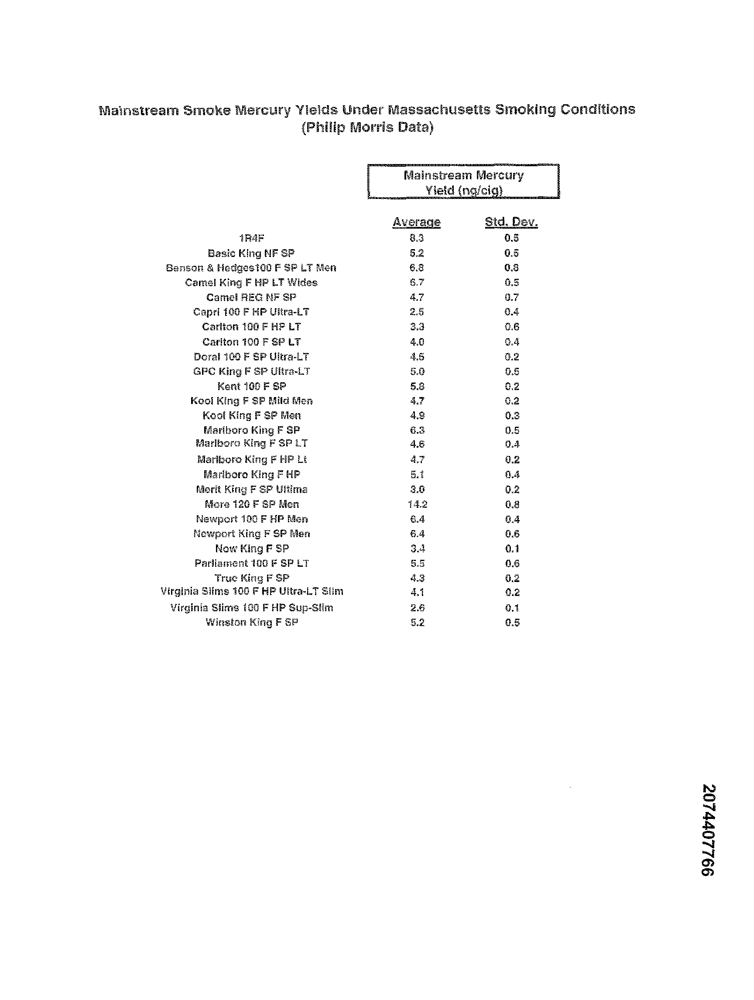 Mainstream Smoke Mercury Yields Under Massachusetts Smoking Conditions
(Philip Morris Data)
Mainstream Mercury
Yield (ng/cig)
Average Std. Dev.
1R4F 8.3 0.5
Basic King NF SP 5.2 0.5
Benson & Hedges100 F SP LT Men 6.8 0.8
Camel King F HP LT Wides 6.7 0.5
Camel REG NF SP 4.7 0.7
Capri 100 F HP Ultra-LT 2.5 0.4
Carlton 100 F HP LT 3.3 0.6
Carlton 100 F SP LT 4.0 0.4
Doral 100 F SP Ultra-LT 4.5 0.2
GPC King F SP Ultra-LT 5.0 0.5
Kent 100 F SP 5.8 0.2
Kool King F SP Mild Men 4.7 0.2
Kool King F SP Men 4.9 0.3
Marlboro King F SP 6.3 0.5
Marlboro King F SP LT 4.6 0.4
Marlboro King F HP Lt 4.7 0.2
Marlboro King F HP 5.1 0.4
Merit King F SP Ultima 3.0 0.2
More 120 F SP Men 14.2 0.8
Newport 100 F HP Men 6.4 0.4
Newport King F SP Men 6.4 0.6
Now King F SP 3.4 0.1
Parliament 100 F SP LT 5.5 0.6
True King F SP 4.3 0.2
Virginia Slims 100 F HP Ultra-LT Slim 4.1 0.2
Virginia Slims 100 F HP Sup-Slim 2.6 0.1
Winston King F SP 5.2 0.5
2074407766